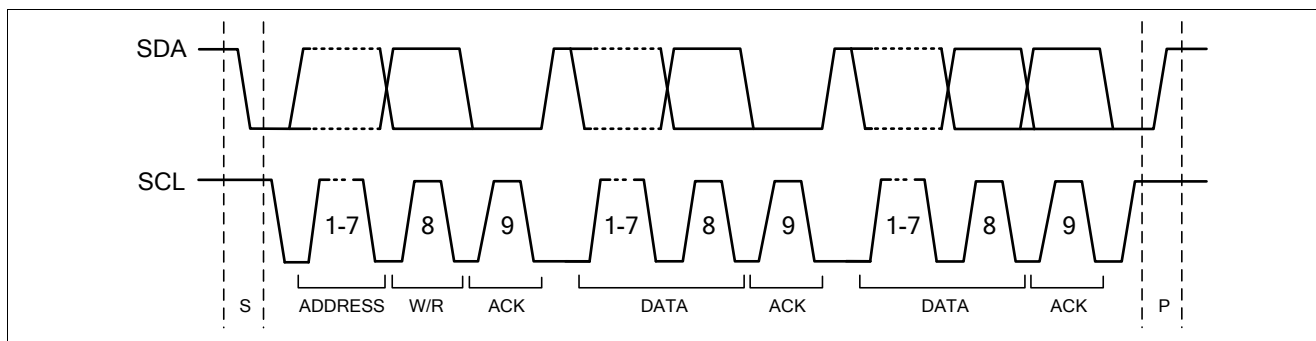 SDA
SCL
1-7 8 9 1-7 8 9 1-7 8 9
S ADDRESS W/R ACK DATA ACK DATA ACK P